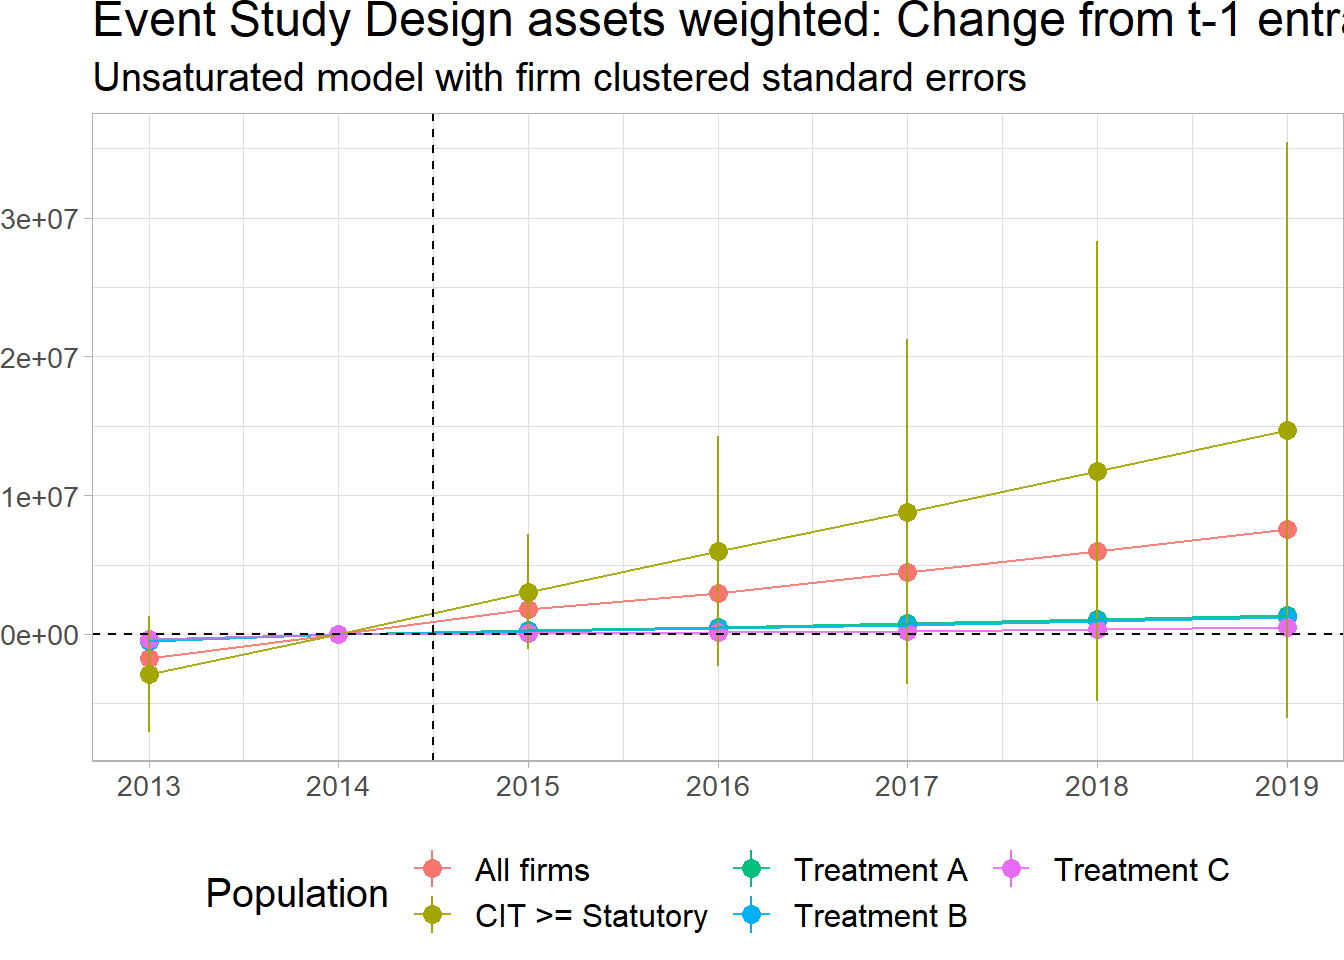 Event Study Design assets weighted: Change from t-1
Unsaturated model with firm clustered standard errors
3e+07
2e+07
1e+07
0e+00
2013 2014 2015 2016 2017 2018 2019
Population
All firms
CIT >= Statutory
Treatment A
Treatment B
Treatment C